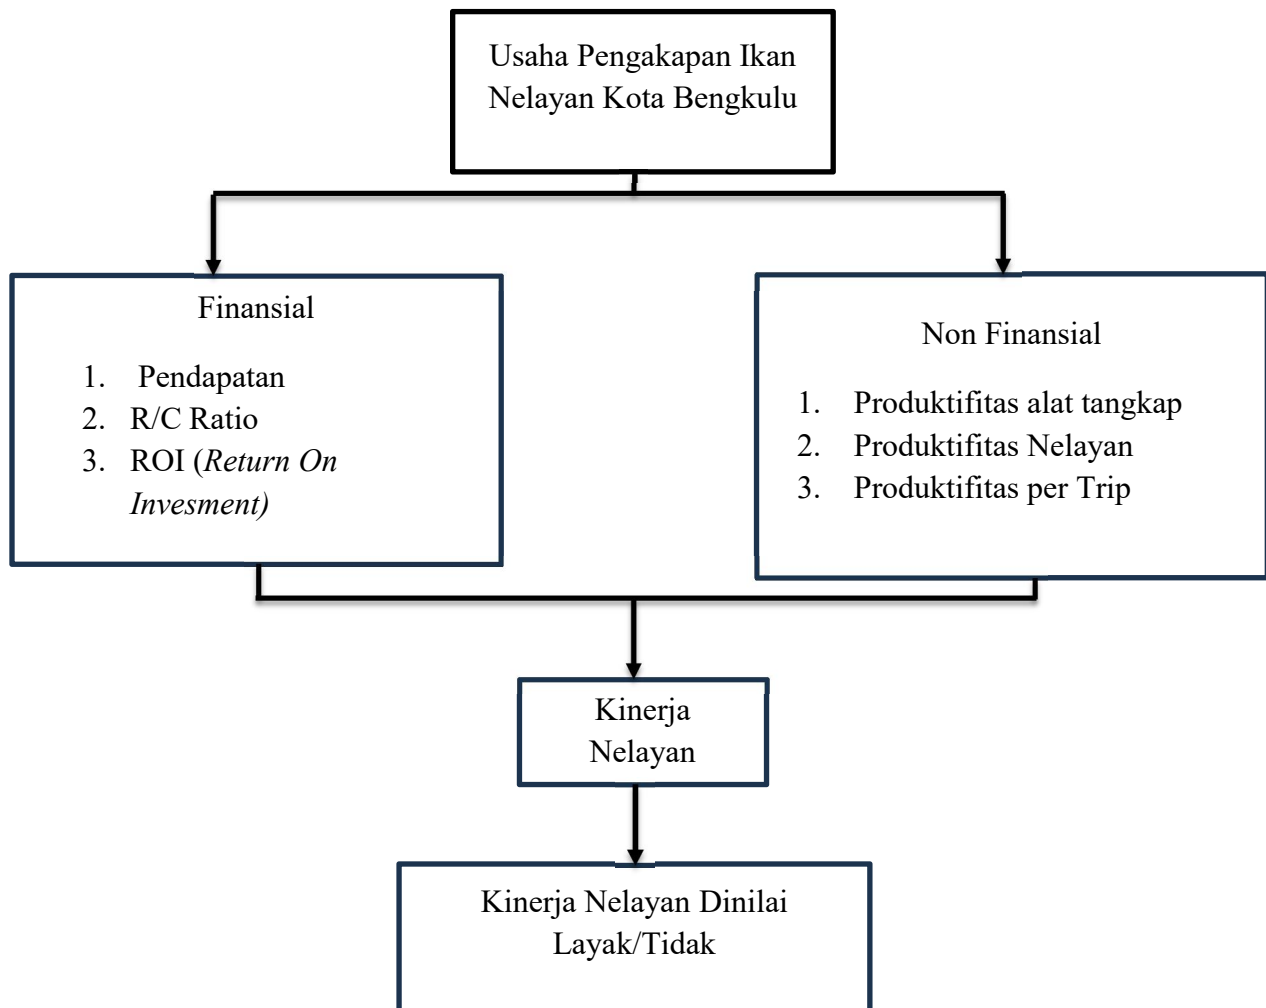 Usaha Pengakapan Ikan
Nelayan Kota Bengkulu
Finansial
1. Pendapatan
2. R/C Ratio
3. ROI (Return On
Invesment)
Non Finansial
1. Produktifitas alat tangkap
2. Produktifitas Nelayan
3. Produktifitas per Trip
Kinerja
Nelayan
Kinerja Nelayan Dinilai
Layak/Tidak